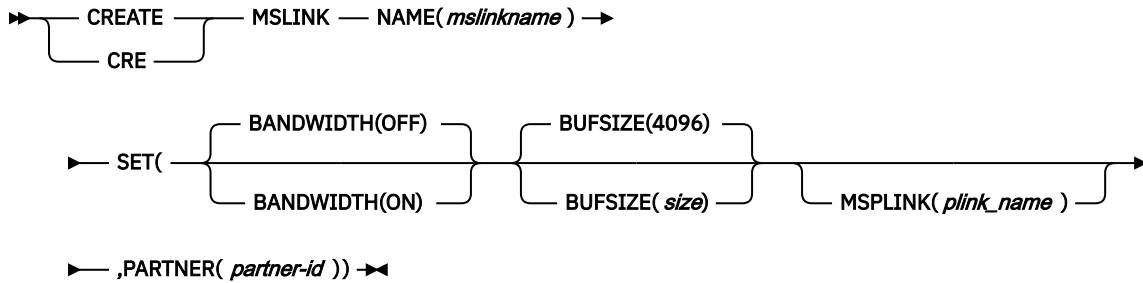 CREATE MSLINK NAME( mslinkname )
CRE
BANDWIDTH(OFF) BUFSIZE(4096)
SET(
BANDWIDTH(ON) BUFSIZE( size) MSPLINK( plink_name )
,PARTNER( partner-id ))